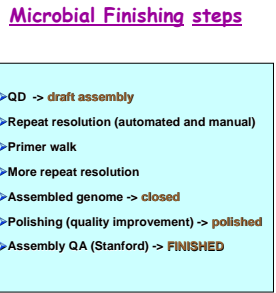 Microbial Finishing steps
➢QD -> draft assembly
➢Repeat resolution (automated and manual)
➢Primer walk
➢More repeat resolution
➢Assembled genome -> closed
➢Polishing (quality improvement) -> polished
➢Assembly QA (Stanford) -> FINISHED